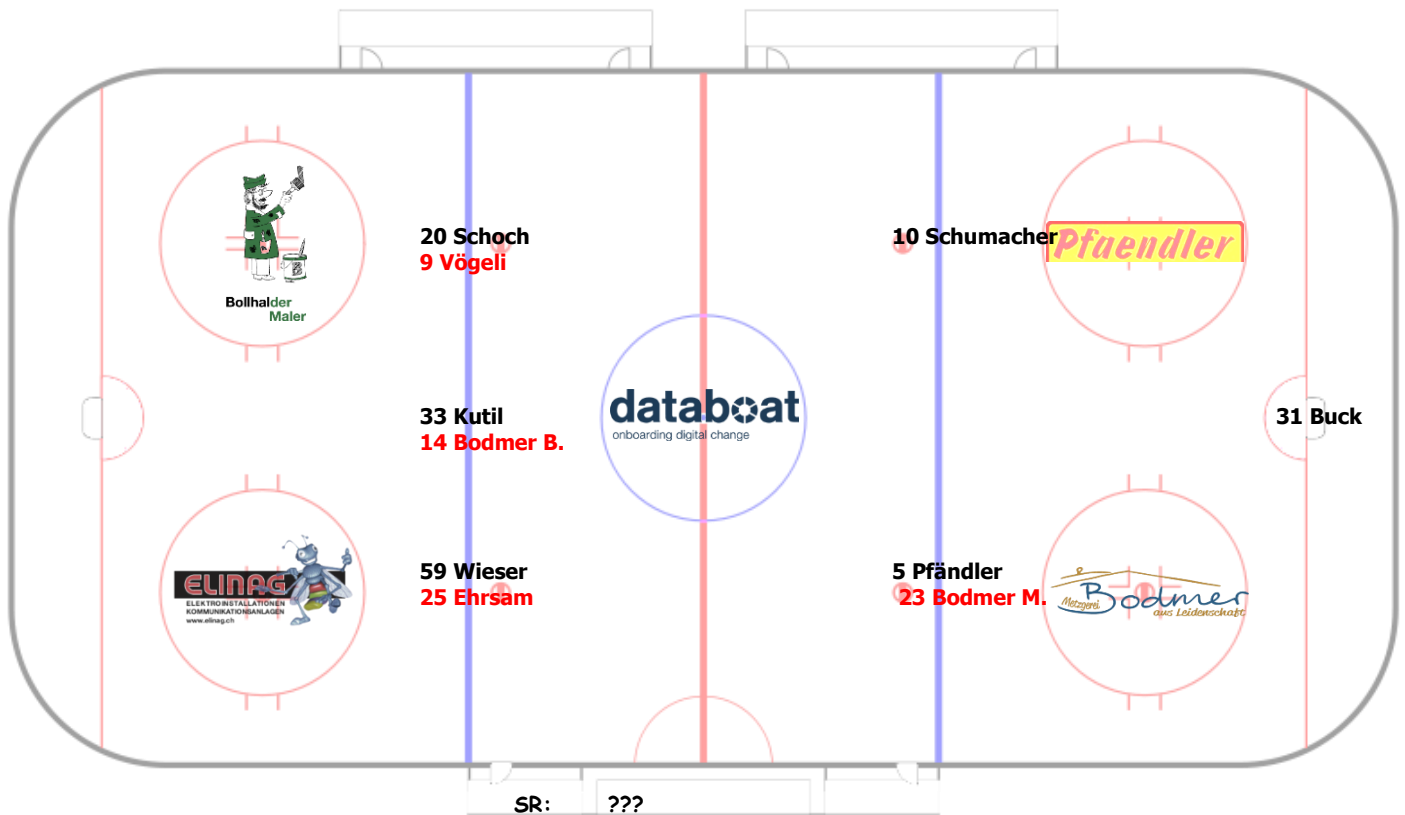 20 Schoch
9 Vögeli
10 Schumacher
Pfaendler
Bollhalder
Maler
33 Kutil
14 Bodmer B.
databoat
onboarding digital change
31 Buck
59 Wieser
25 Ehrsam
5 Pfändler
23 Bodmer M.
ELINAG
ELEKTROINSTALLATIONEN
KOMMUNIKATIONSANLAGEN
www.elinag.ch
Metzgerei Bodmer
aus Leidenschaft
SR: ???